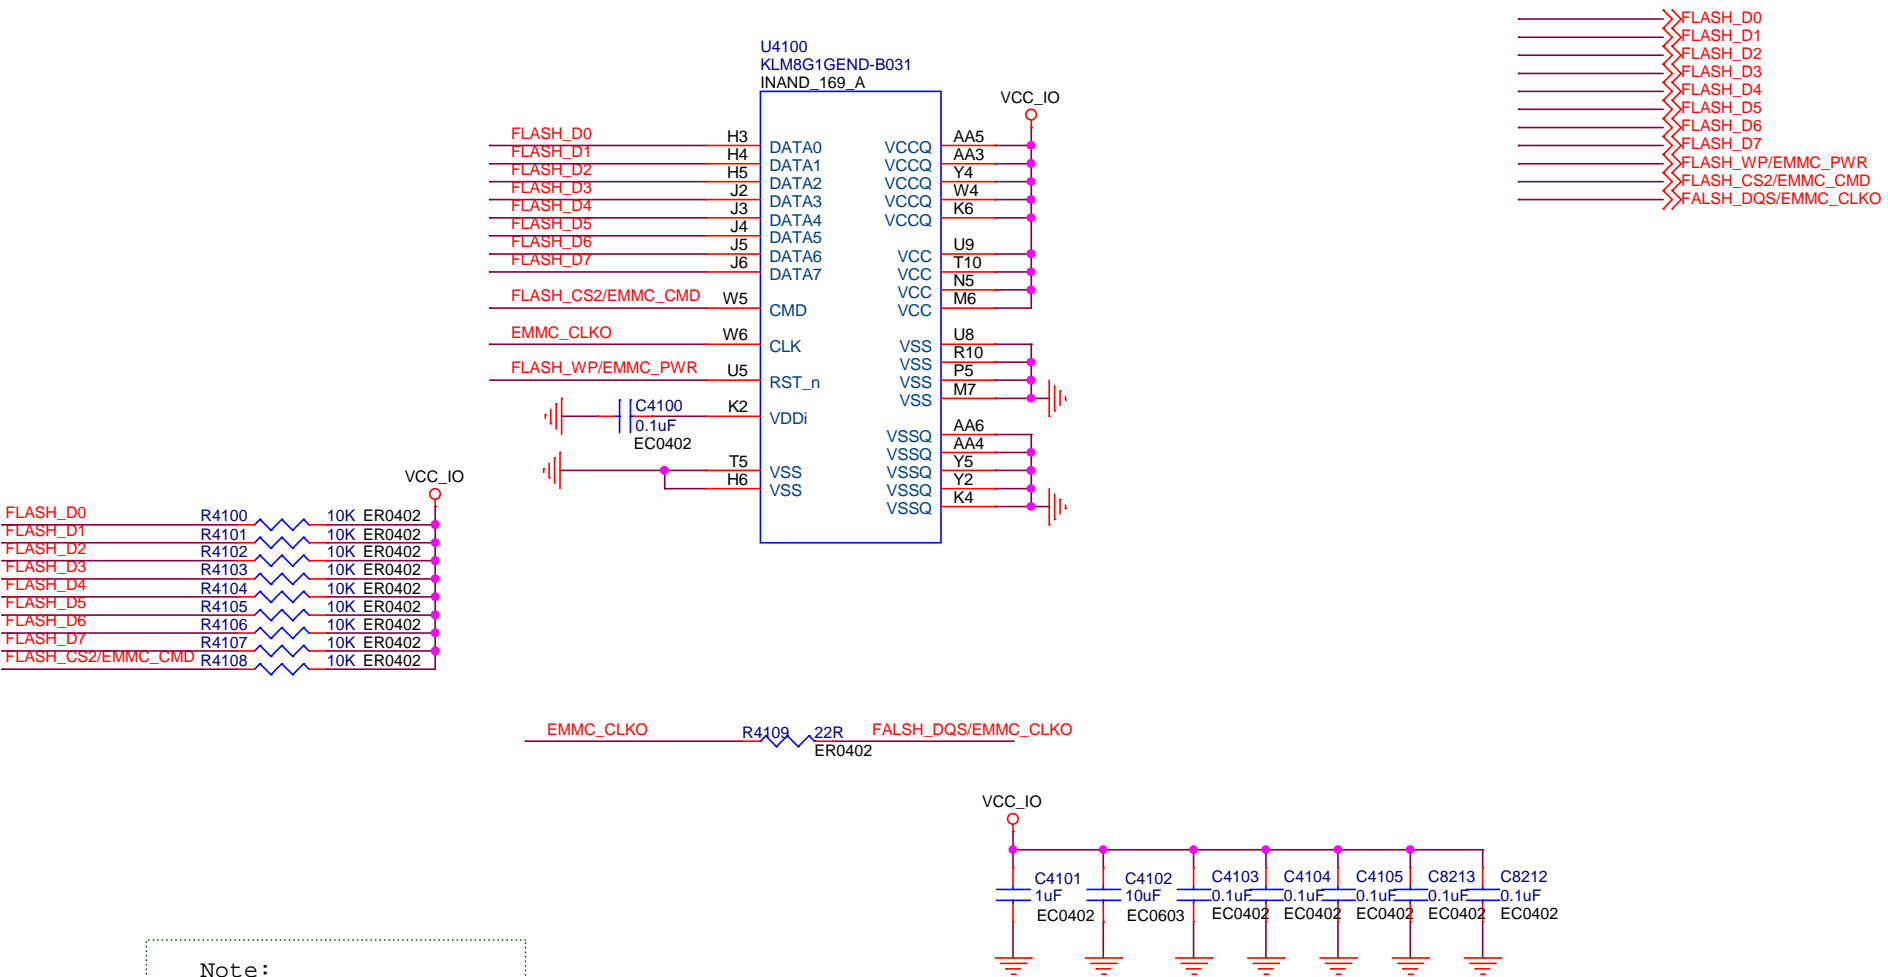 FLASH_D0
FLASH_D1
FLASH_D2
FLASH_D3
FLASH_D4
FLASH_D5
FLASH_D6
FLASH_D7
FLASH_WP/EMMC_PWR
FLASH_CS2/EMMC_CMD
FALSH_DQS/EMMC_CLKO
U4100
KLM8G1GEND-B031
INAND_169_A
VCC_IO
FLASH_D0 H3 DATA0
FLASH_D1 H4 DATA1
FLASH_D2 H5 DATA2
FLASH_D3 J2 DATA3
FLASH_D4 J3 DATA4
FLASH_D5 J4 DATA5
FLASH_D6 J5 DATA6
FLASH_D7 J6 DATA7
FLASH_CS2/EMMC_CMD W5 CMD
EMMC_CLKO W6 CLK
FLASH_WP/EMMC_PWR U5 RST_n
C4100 K2 VDDi
0.1uF
EC0402
T5 VSS
H6 VSS
VCCQ AA5
VCCQ AA3
VCCQ Y4
VCCQ W4
VCCQ K6
VCC U9
VCC T10
VCC N5
VCC M6
VSS U8
VSS R10
VSS P5
VSS M7
VSSQ AA6
VSSQ AA4
VSSQ Y5
VSSQ Y2
VSSQ K4
VCC_IO
FLASH_D0 R4100 10K ER0402
FLASH_D1 R4101 10K ER0402
FLASH_D2 R4102 10K ER0402
FLASH_D3 R4103 10K ER0402
FLASH_D4 R4104 10K ER0402
FLASH_D5 R4105 10K ER0402
FLASH_D6 R4106 10K ER0402
FLASH_D7 R4107 10K ER0402
FLASH_CS2/EMMC_CMD R4108 10K ER0402
EMMC_CLKO R4109 22R FALSH_DQS/EMMC_CLKO
ER0402
VCC_IO
C4101 C4102 C4103 C4104 C4105 C8213 C8212
1uF 10uF 0.1uF 0.1uF 0.1uF 0.1uF 0.1uF
EC0402 EC0603 EC0402 EC0402 EC0402 EC0402 EC0402
Note: